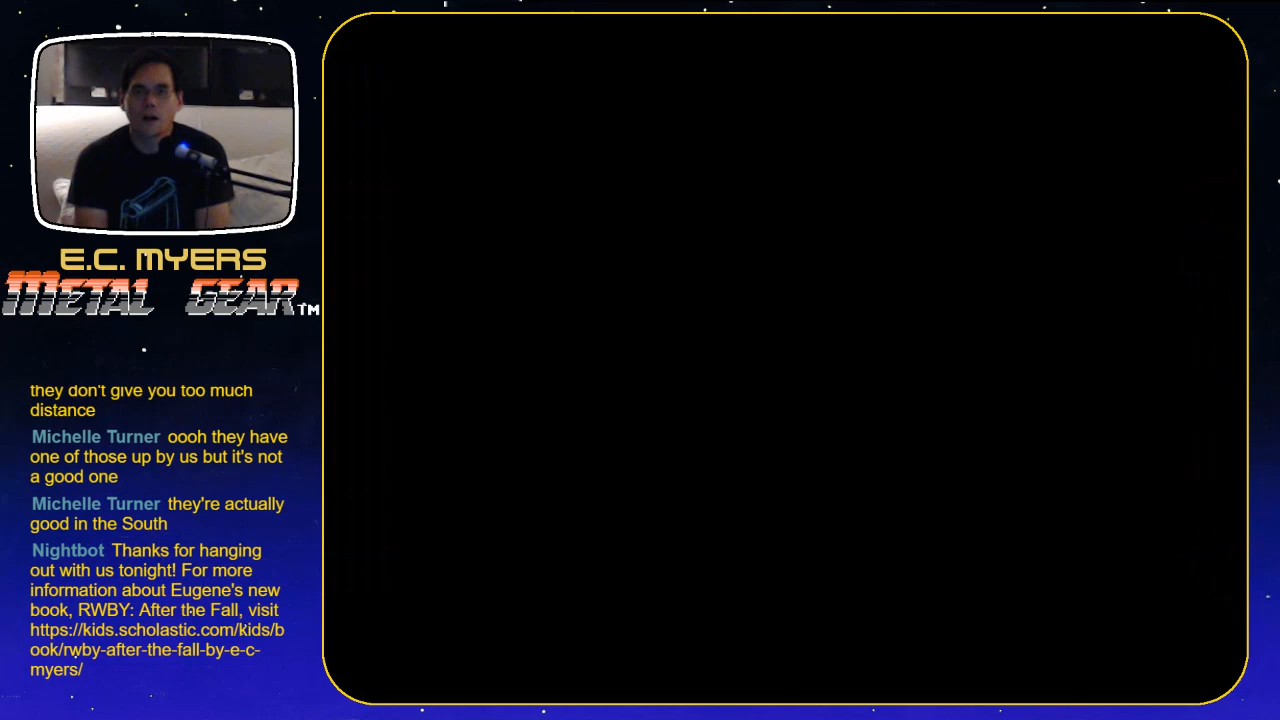 E.C. MYERS
METAL GEAR™
they don't give you too much
distance
Michelle Turner oooh they have
one of those up by us but it's not
a good one
Michelle Turner they're actually
good in the South
Nightbot Thanks for hanging
out with us tonight! For more
information about Eugene's new
book, RWBY: After the Fall, visit
https://kids.scholastic.com/kids/b
ook/rwby-after-the-fall-by-e-c-
myers/